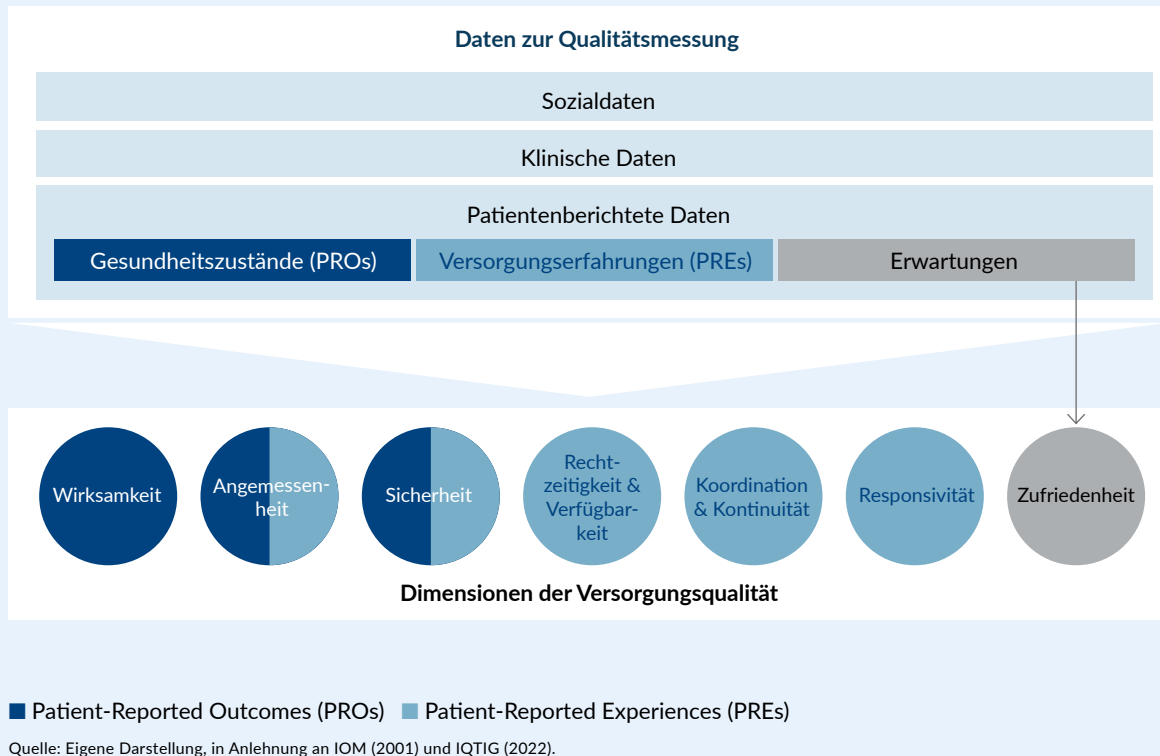 Daten zur Qualitätsmessung
Sozialdaten
Klinische Daten
Patientenberichtete Daten
Gesundheitszustände (PROs)
Versorgungserfahrungen (PREs)
Erwartungen
Wirksamkeit
Angemessen-
heit
Sicherheit
Recht-
zeitigkeit &
Verfügbar-
keit
Koordination
& Kontinuität
Responsivität
Zufriedenheit
Dimensionen der Versorgungsqualität
Patient-Reported Outcomes (PROs)
Patient-Reported Experiences (PREs)
Quelle: Eigene Darstellung, in Anlehnung an IOM (2001) und IQTIG (2022).